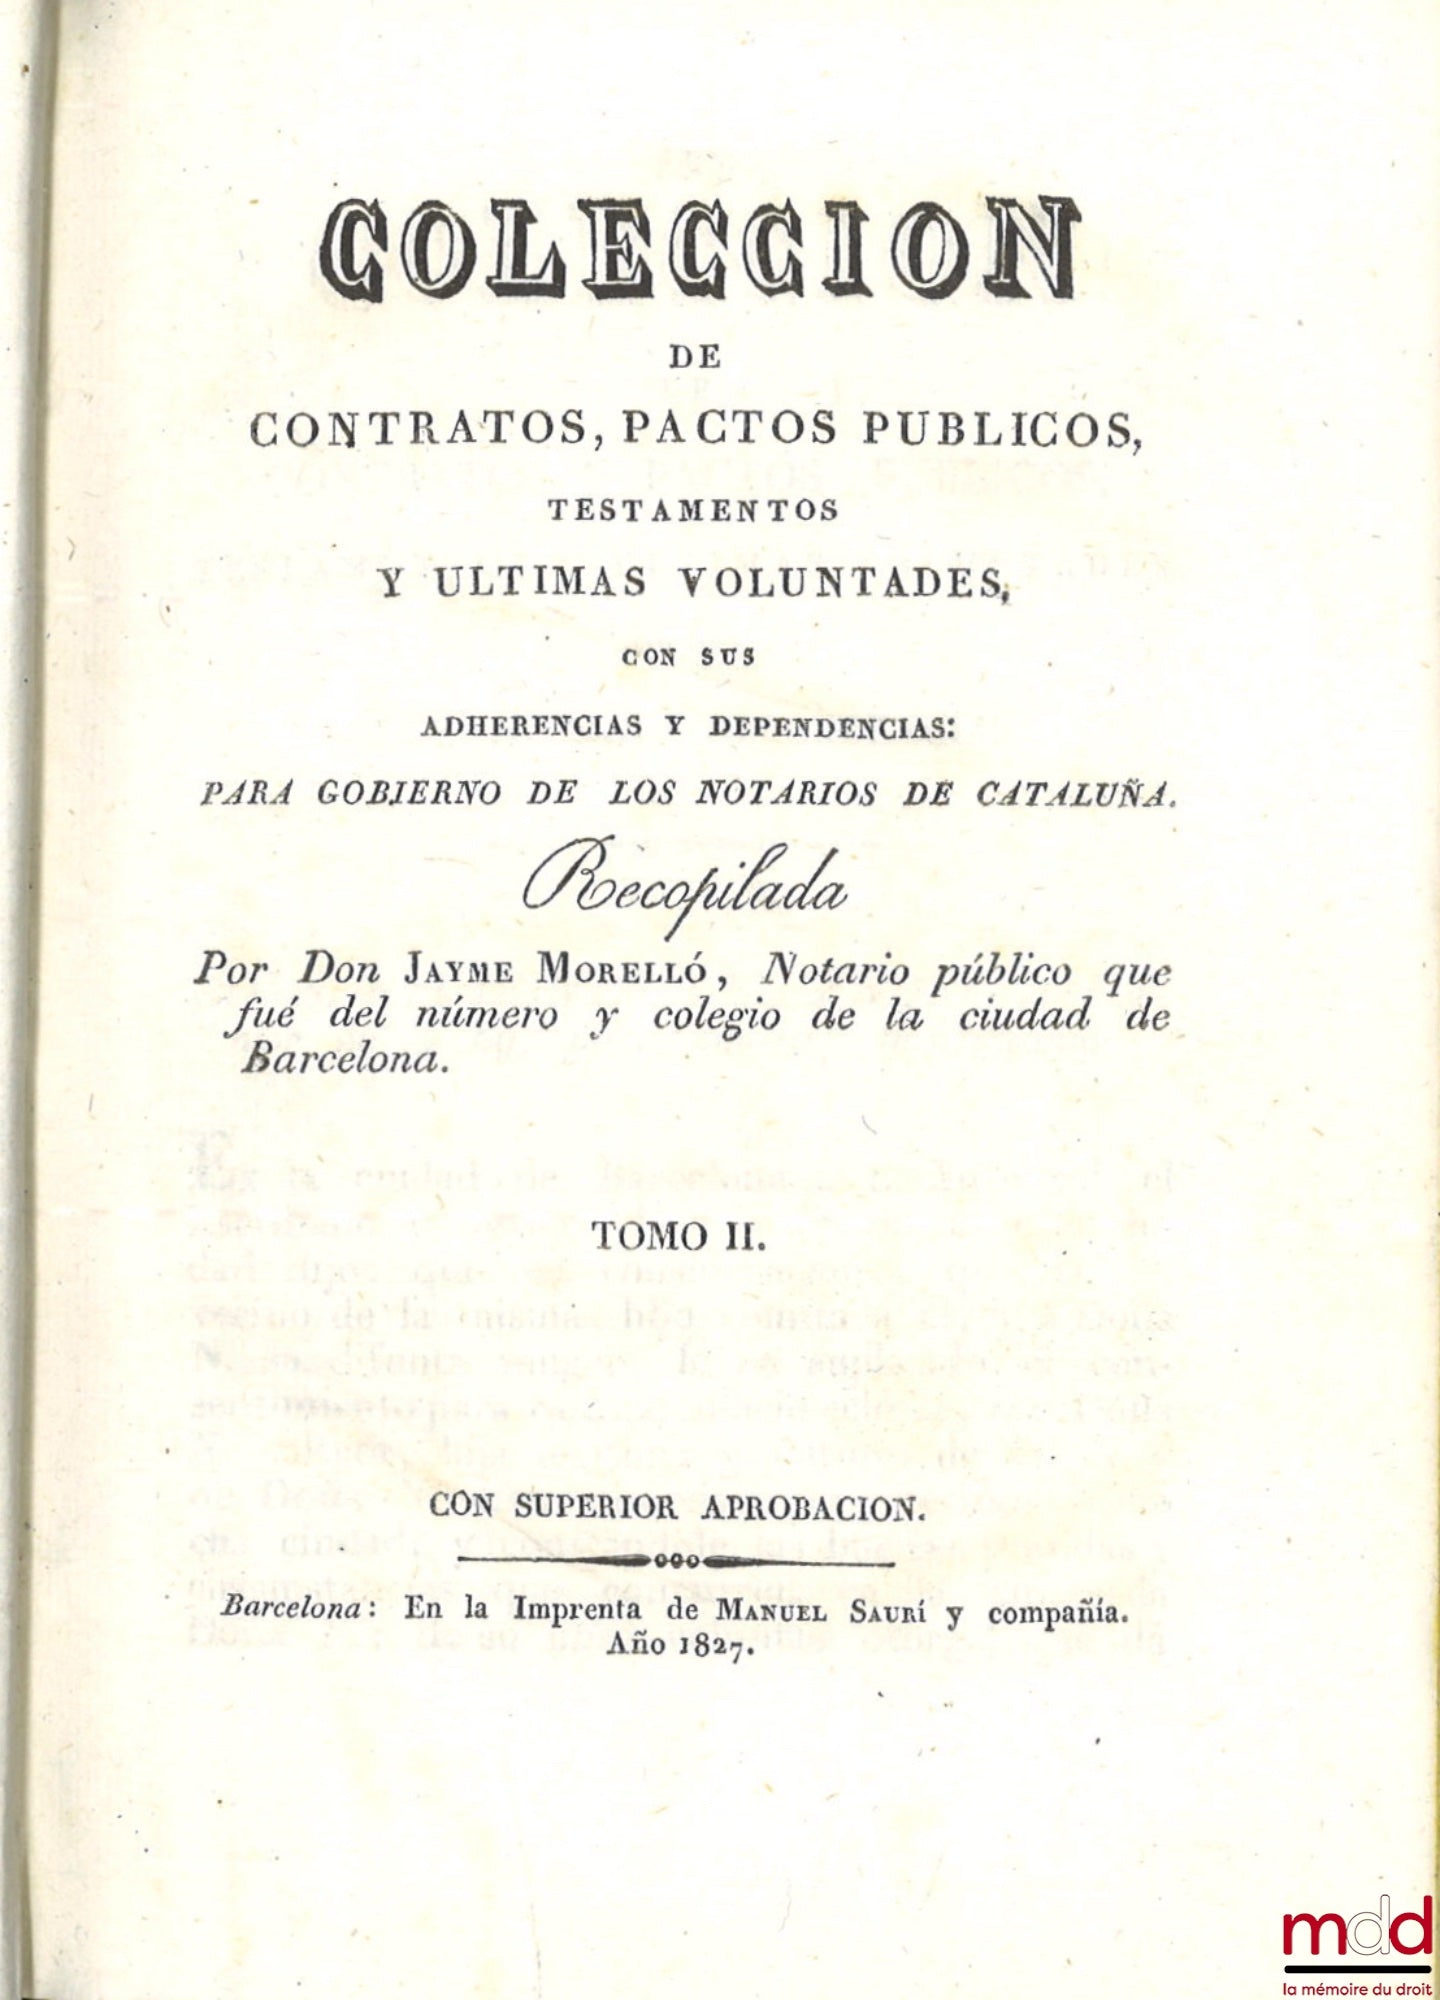 COLECCION
DE
CONTRATOS, PACTOS PUBLICOS,
TESTAMENTOS
Y ULTIMAS VOLUNTADES,
CON SUS
ADHERENCIAS Y DEPENDENCIAS:
PARA GOBIERNO DE LOS NOTARIOS DE CATALUÑA.
Recopilada
Por Don JAYME MORELLÓ, Notario público que
fué del número y colegio de la ciudad de
Barcelona.
TOMO II.
CON SUPERIOR APROBACION.
Barcelona: En la Imprenta de MANUEL SAURÍ y compañía.
Año 1827.
mdd
la mémoire du droit